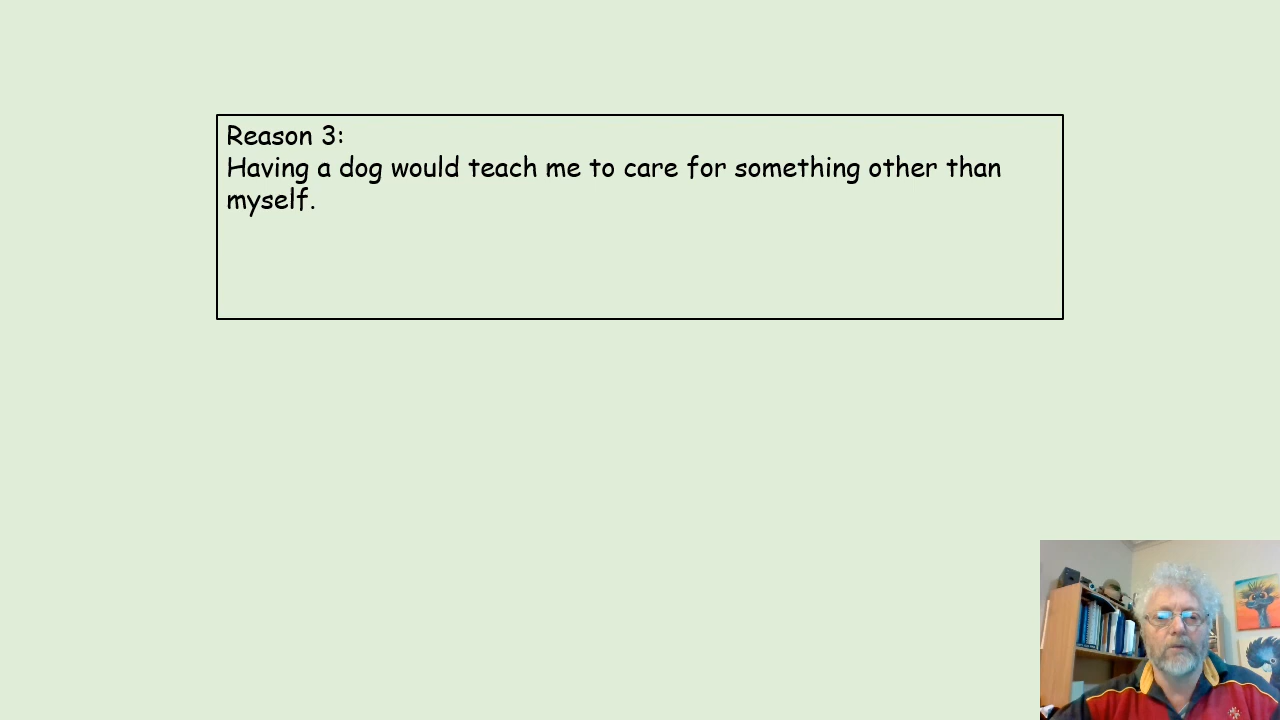 Reason 3:
Having a dog would teach me to care for something other than
myself.